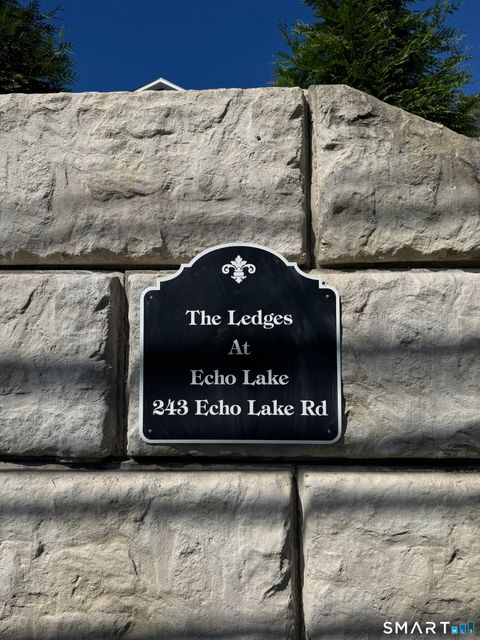 The Ledges
At
Echo Lake
243 Echo Lake Rd
SMART